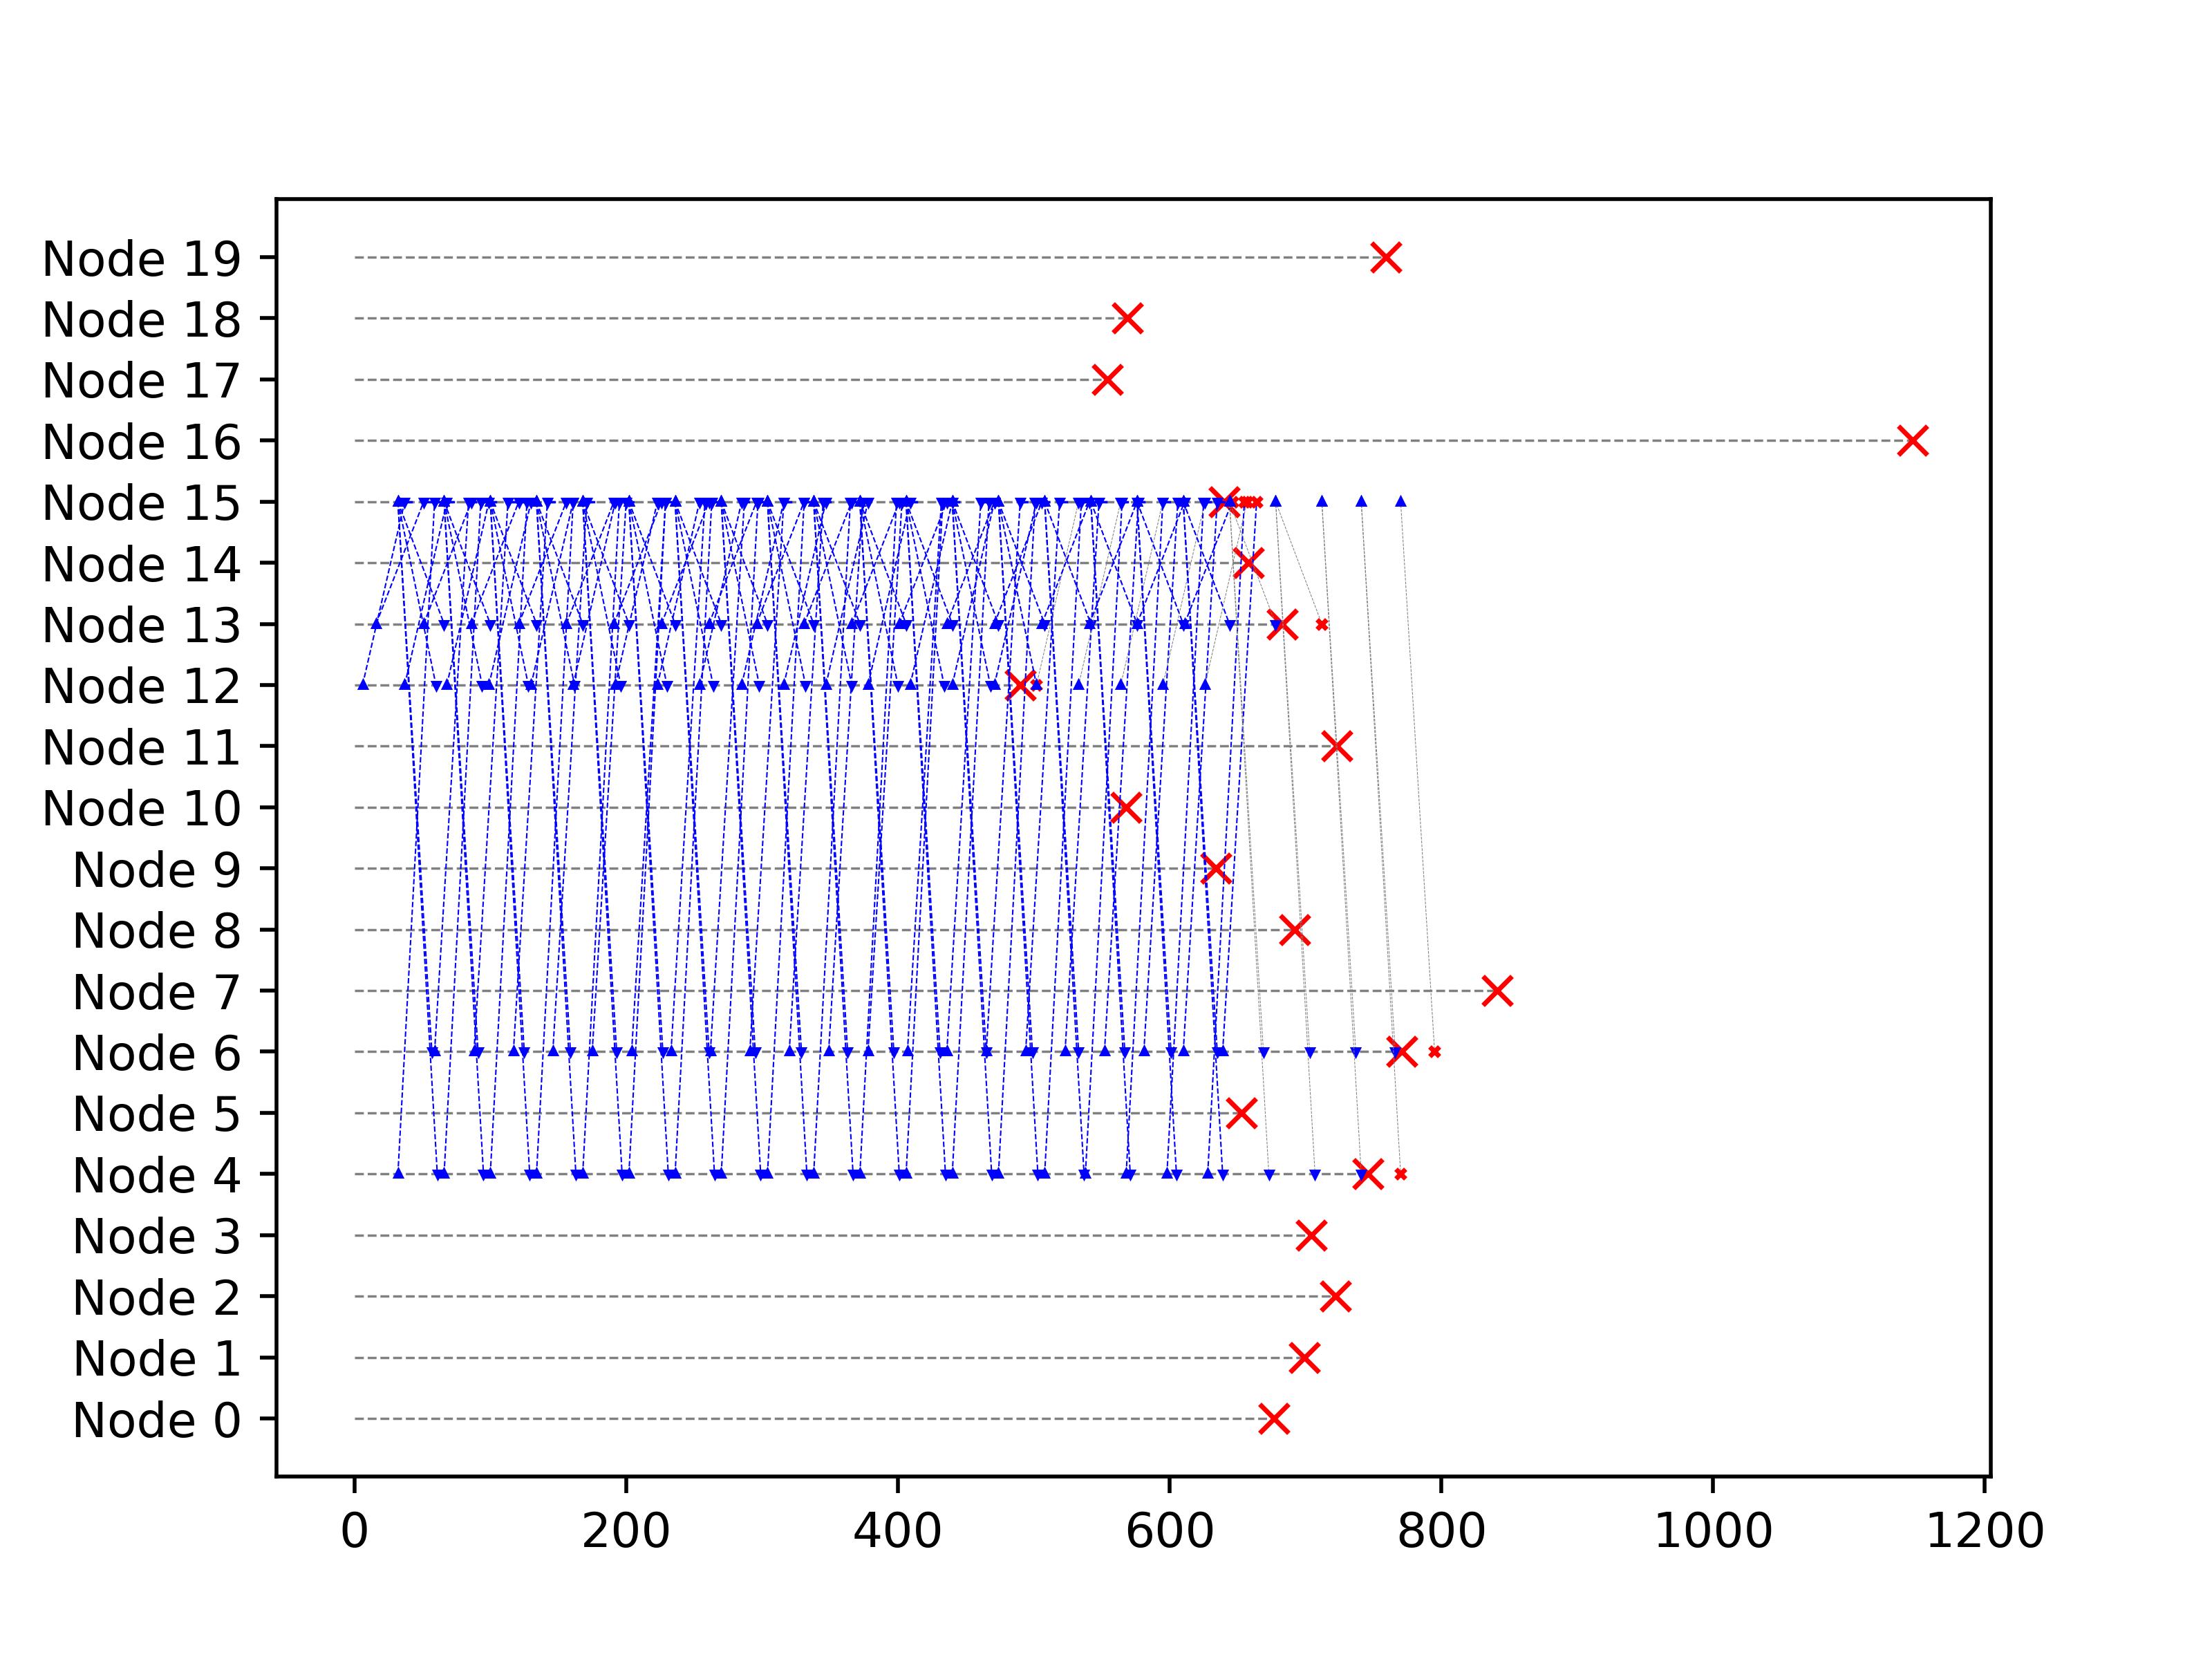 Node 19
Node 18
Node 17
Node 16
Node 15
Node 14
Node 13
Node 12
Node 11
Node 10
Node 9
Node 8
Node 7
Node 6
Node 5
Node 4
Node 3
Node 2
Node 1
Node 0
0 200 400 600 800 1000 1200